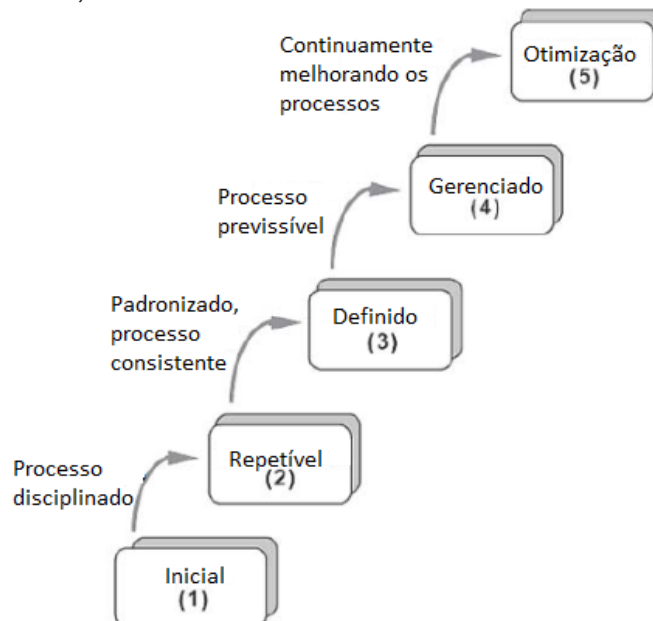 Continuamente
melhorando os
processos
Otimização
(5)
Processo
previssível
Gerenciado
(4)
Padronizado,
processo
consistente
Definido
(3)
Processo
disciplinado
Repetível
(2)
Inicial
(1)